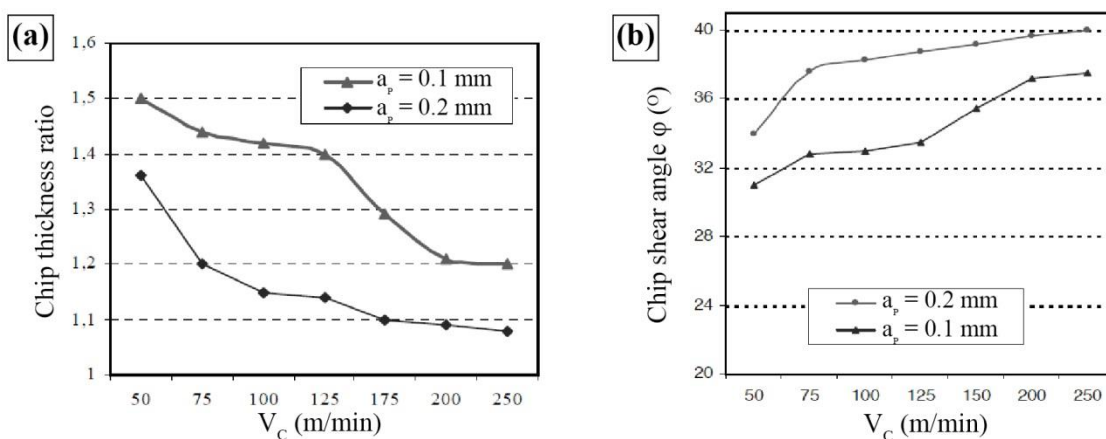 (a)
Chip thickness ratio
1,6
1,5
1,4
1,3
1,2
1,1
1
a_P = 0.1 mm
a_P = 0.2 mm
50 75 100 125 175 200 250
V_C (m/min)
(b)
Chip shear angle φ (°)
40
36
32
28
24
20
a_P = 0.2 mm
a_P = 0.1 mm
50 75 100 125 150 200 250
V_C (m/min)